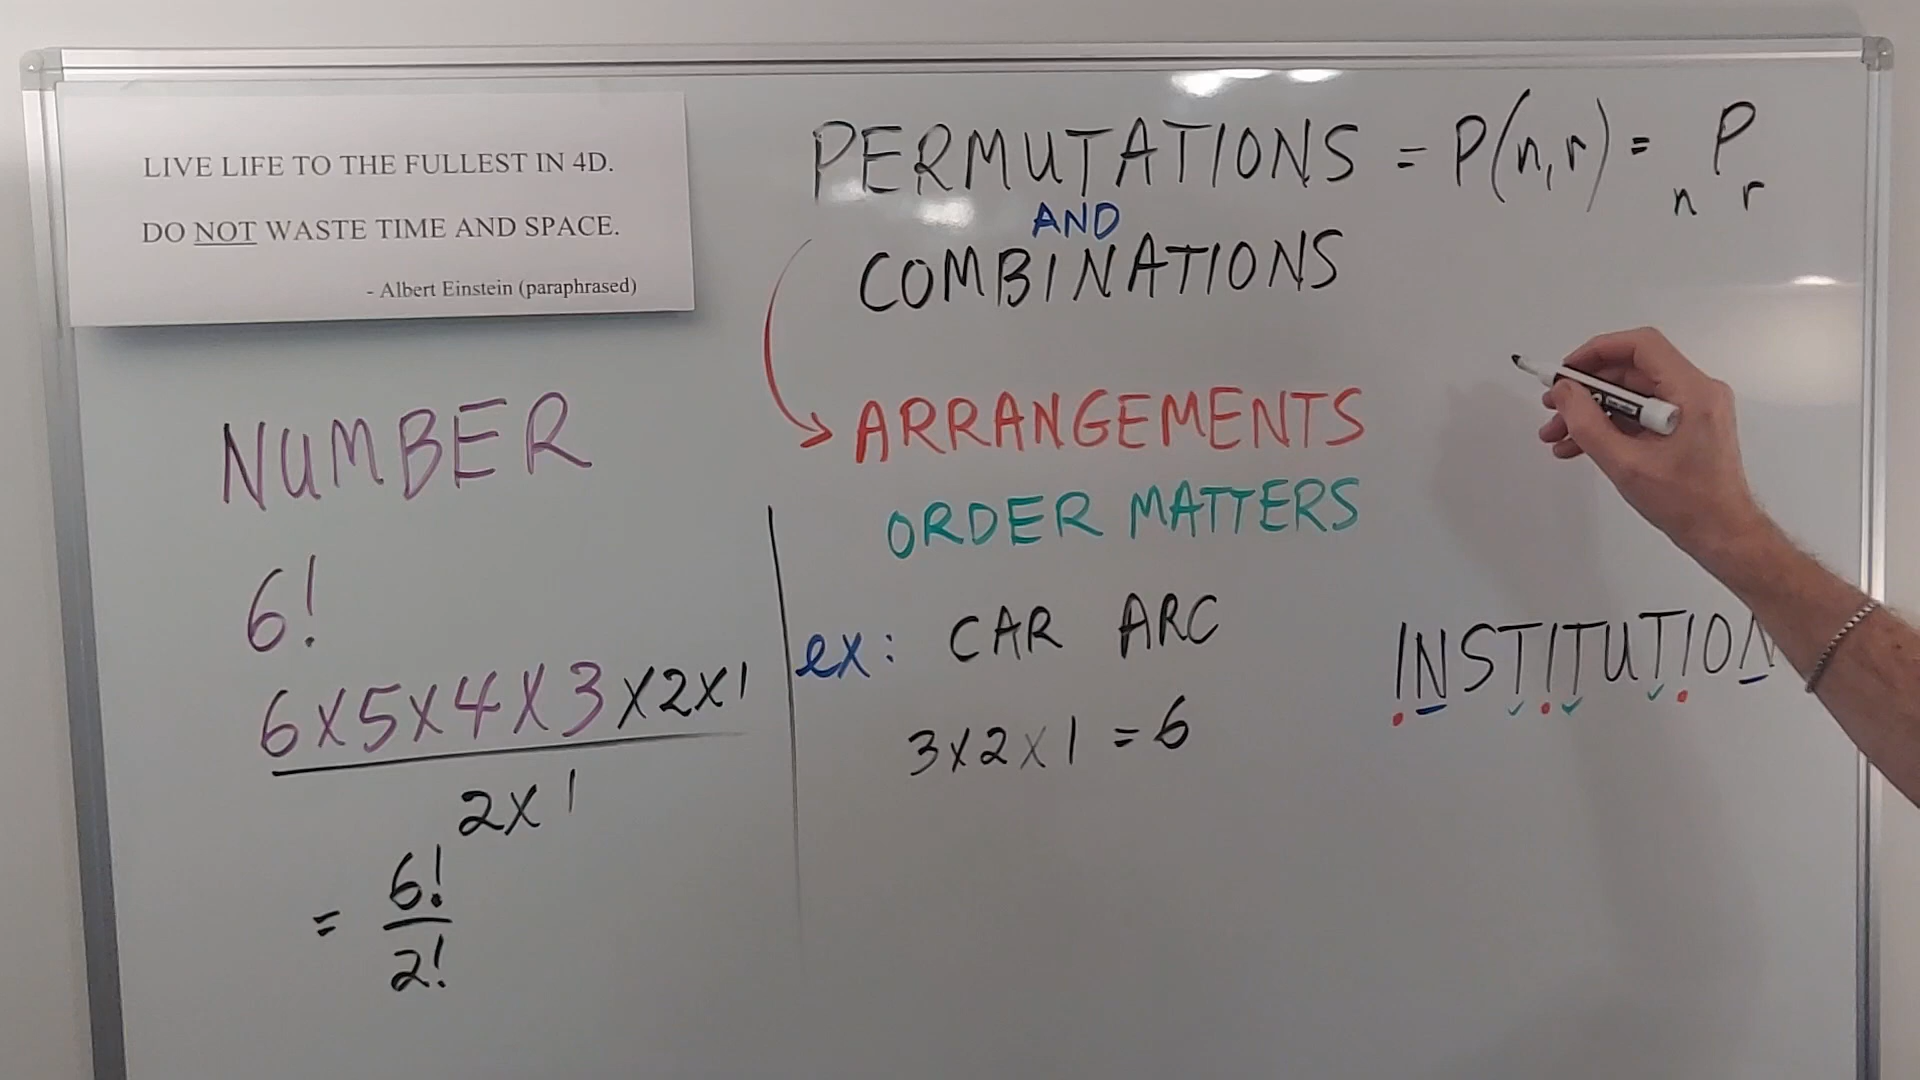 LIVE LIFE TO THE FULLEST IN 4D.
DO NOT WASTE TIME AND SPACE.
- Albert Einstein (paraphrased)
PERMUTATIONS = P(n,r) = nPr
AND
COMBINATIONS
ARRANGEMENTS
ORDER MATTERS
NUMBER
6!
6x5x4x3x2x1
2x1
= 6!
2!
ex: CAR ARC
3x2x1 = 6
INSTITUTION